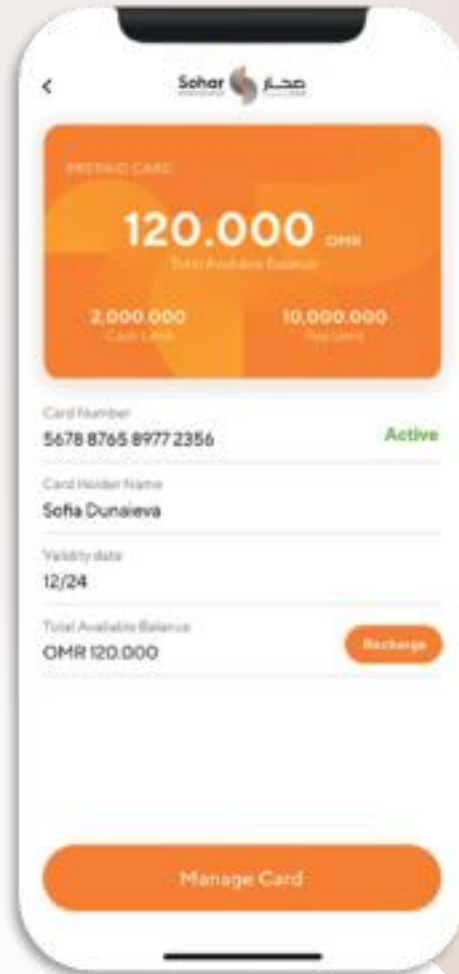 Sohar صحار
PREPAID CARD
120.000 OMR
Total Available Balance
2,000.000 10,000.000
Cash Limit
Card Number
5678 8765 8977 2356 Active
Card Holder Name
Sofia Dunaieva
Validity date
12/24
Total Available Balance
OMR 120.000 Recharge
Manage Card